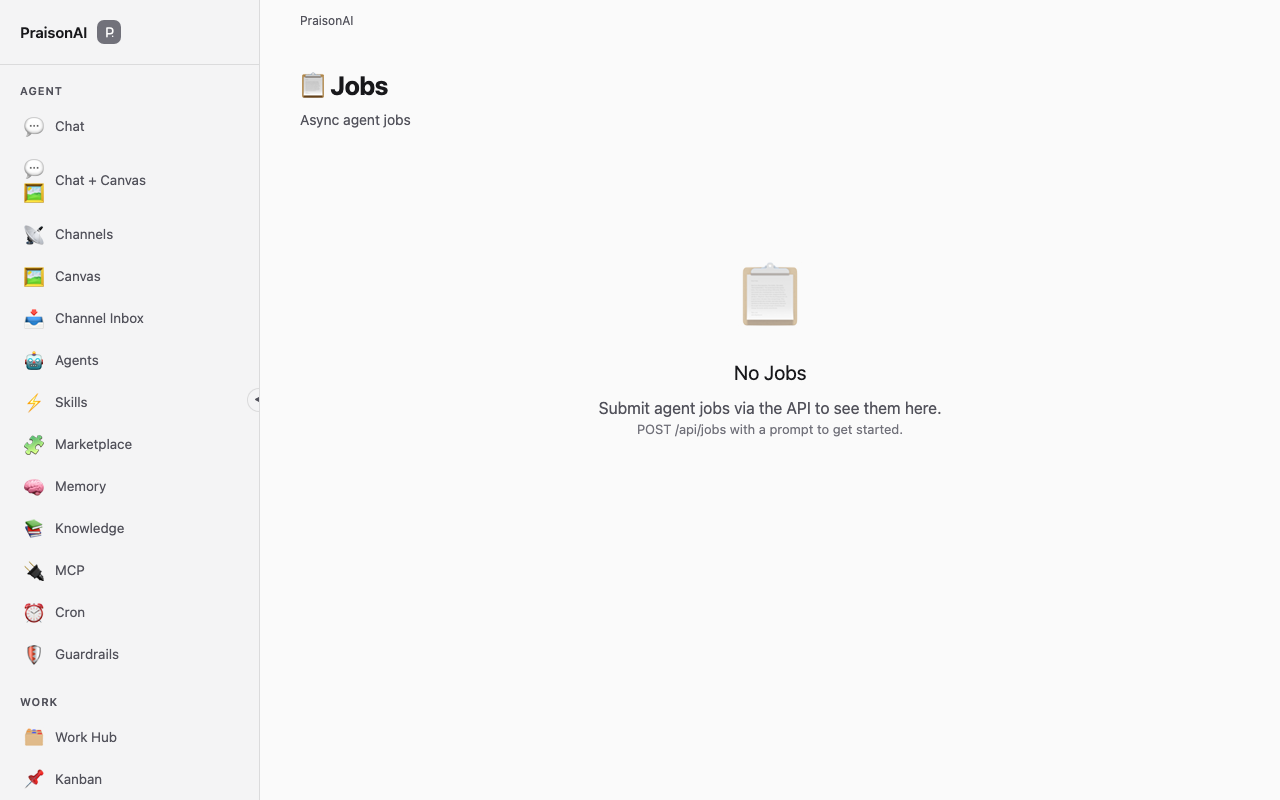 PraisonAI P.
AGENT
Chat
Chat + Canvas
Channels
Canvas
Channel Inbox
Agents
Skills
Marketplace
Memory
Knowledge
MCP
Cron
Guardrails
WORK
Work Hub
Kanban
PraisonAI
Jobs
Async agent jobs
No Jobs
Submit agent jobs via the API to see them here.
POST /api/jobs with a prompt to get started.